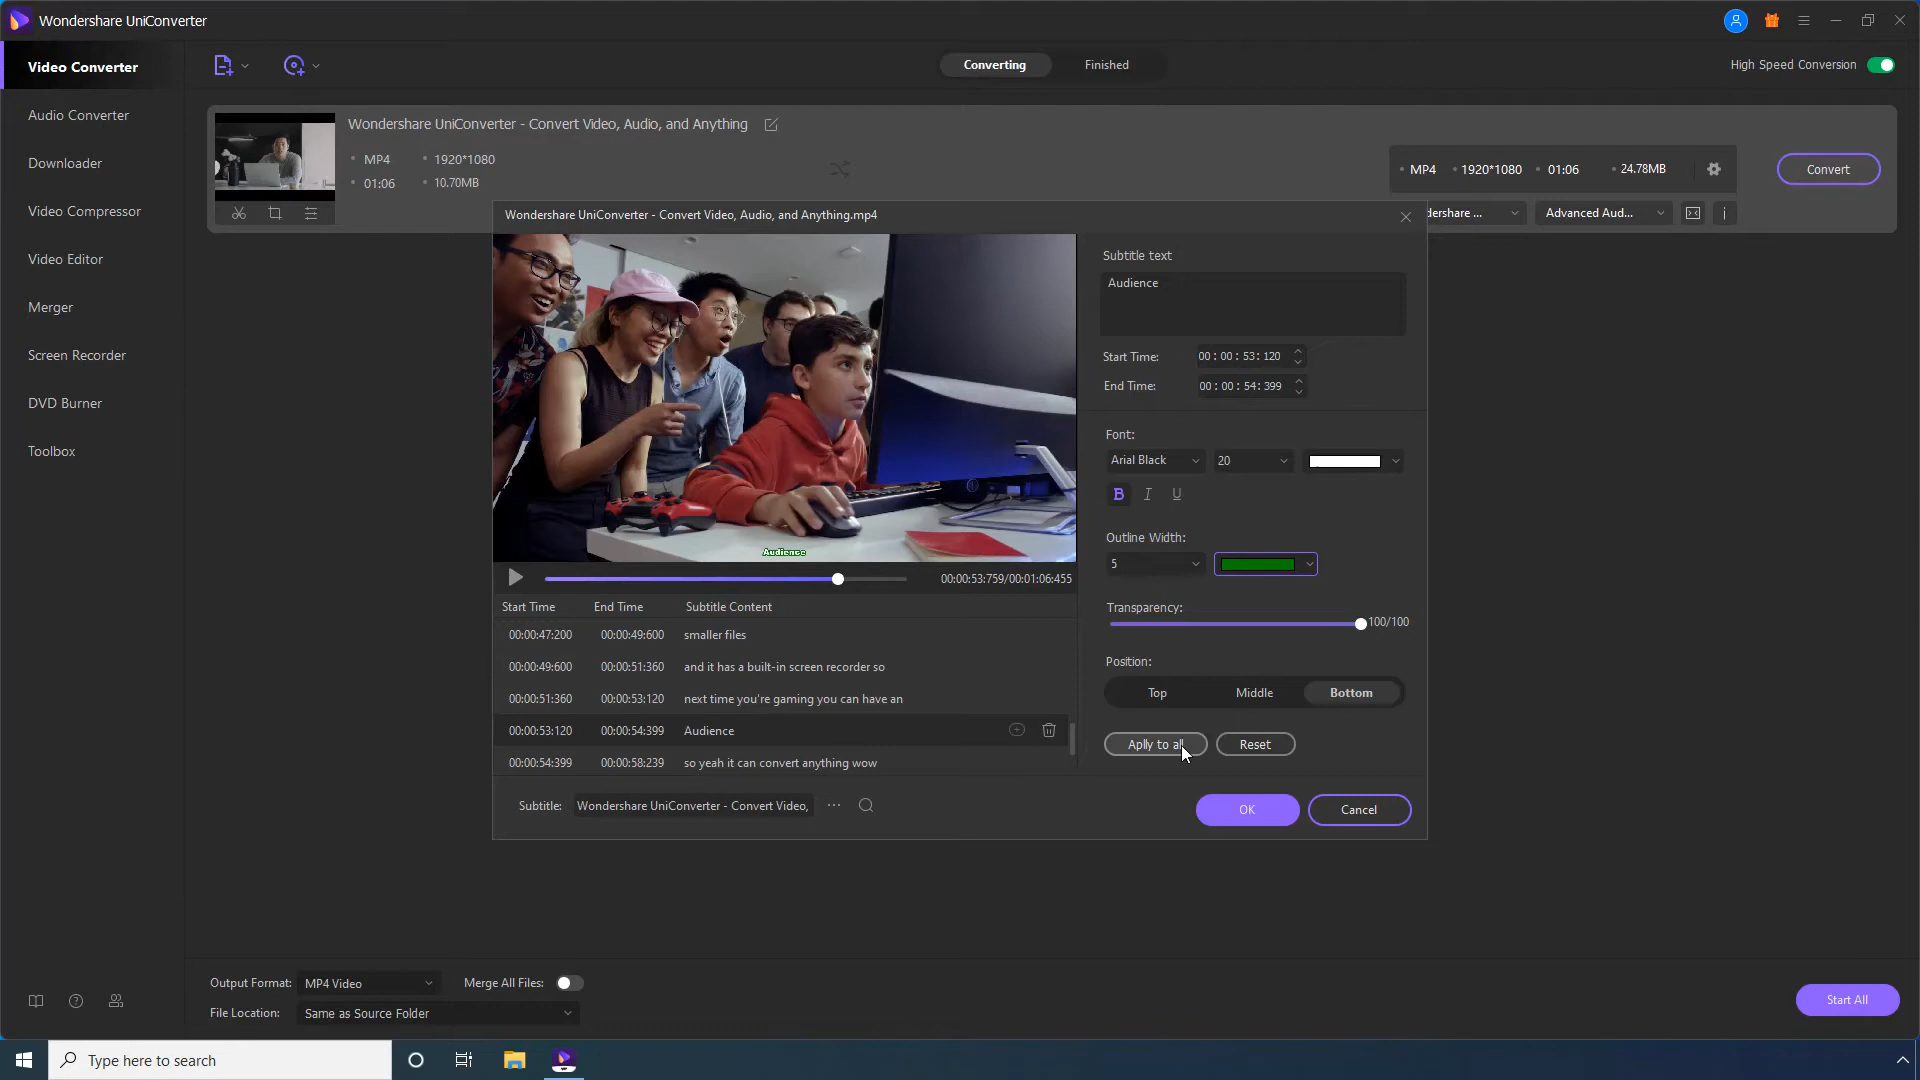 Wondershare UniConverter
Video Converter
Audio Converter
Downloader
Video Compressor
Video Editor
Merger
Screen Recorder
DVD Burner
Toolbox
Converting
Finished
High Speed Conversion
Wondershare UniConverter - Convert Video, Audio, and Anything
MP4
1920*1080
01:06
10.70MB
MP4
1920*1080
01:06
24.78MB
Convert
dershare ...
Advanced Aud...
Wondershare UniConverter - Convert Video, Audio, and Anything.mp4
Audience
00:00:53:759/00:01:06:455
Start Time
End Time
Subtitle Content
00:00:47:200
00:00:49:600
smaller files
00:00:49:600
00:00:51:360
and it has a built-in screen recorder so
00:00:51:360
00:00:53:120
next time you're gaming you can have an
00:00:53:120
00:00:54:399
Audience
00:00:54:399
00:00:58:239
so yeah it can convert anything wow
Subtitle:
Wondershare UniConverter - Convert Video,
Subtitle text
Audience
Start Time:
00 : 00 : 53 : 120
End Time:
00 : 00 : 54 : 399
Font:
Arial Black
20
B
I
U
Outline Width:
5
Transparency:
100/100
Position:
Top
Middle
Bottom
Aplly to all
Reset
OK
Cancel
Output Format:
MP4 Video
Merge All Files:
File Location:
Same as Source Folder
Start All
Type here to search